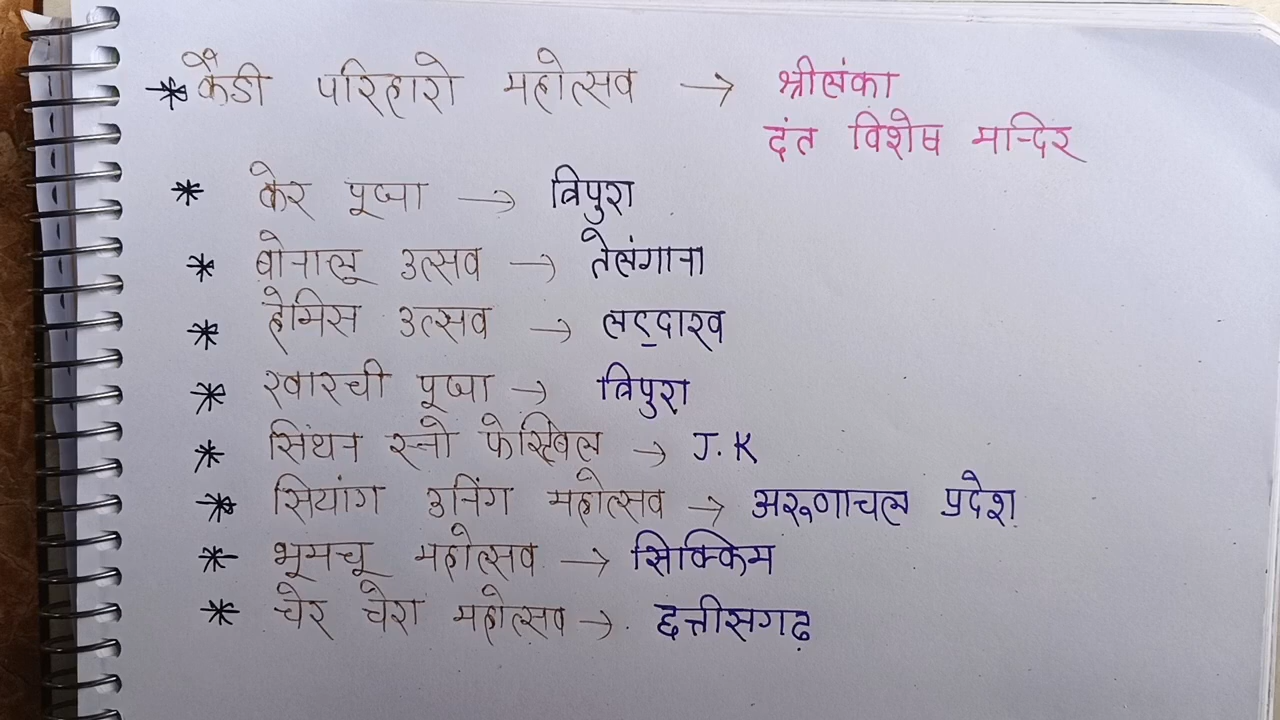 * कैंडी परिहारो महोत्सव → श्रीलंका
दंत विशेष मन्दिर
* केर पूजा → त्रिपुरा
* बोनालू उत्सव → तेलंगाना
* हेमिस उत्सव → लद्दाख
* खारची पूजा → त्रिपुरा
* सिंथन स्नो फेस्टिवल → J.K
* सियांग उनिंग महोत्सव → अरूणाचल प्रदेश
* भूमचू महोत्सव → सिक्किम
* चेर चेरा महोत्सव → छत्तीसगढ़